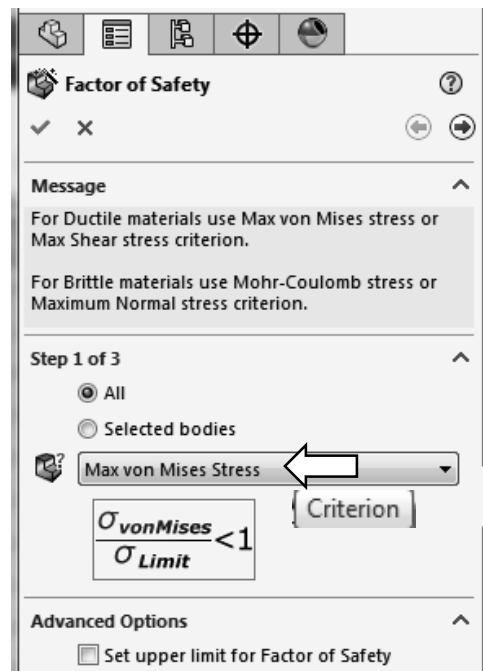 Factor of Safety
?
Message
For Ductile materials use Max von Mises stress or
Max Shear stress criterion.
For Brittle materials use Mohr-Coulomb stress or
Maximum Normal stress criterion.
Step 1 of 3
All
Selected bodies
?
Max von Mises Stress
Criterion
σvonMises
<1
σLimit
Advanced Options
Set upper limit for Factor of Safety